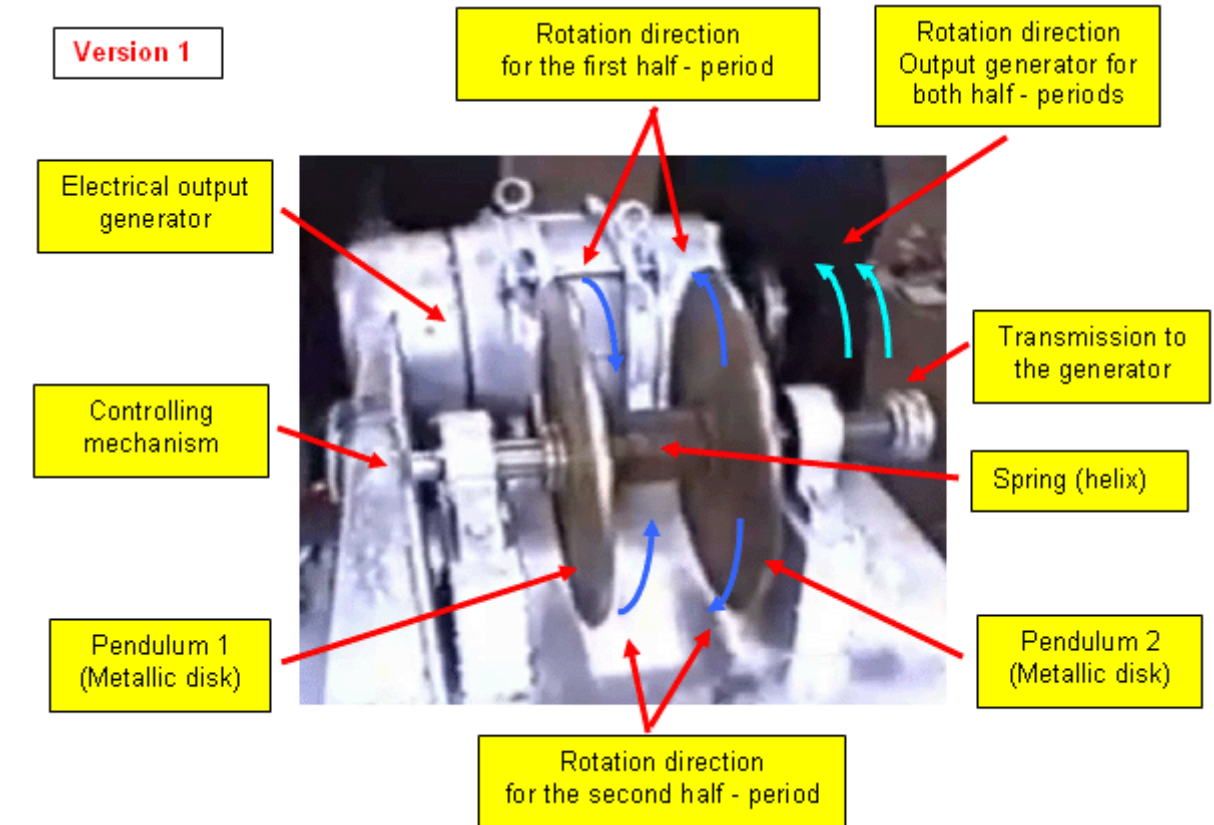 Version 1
Rotation direction
for the first half - period
Rotation direction
Output generator for
both half - periods
Electrical output
generator
Transmission to
the generator
Controlling
mechanism
Spring (helix)
Pendulum 1
(Metallic disk)
Pendulum 2
(Metallic disk)
Rotation direction
for the second half - period